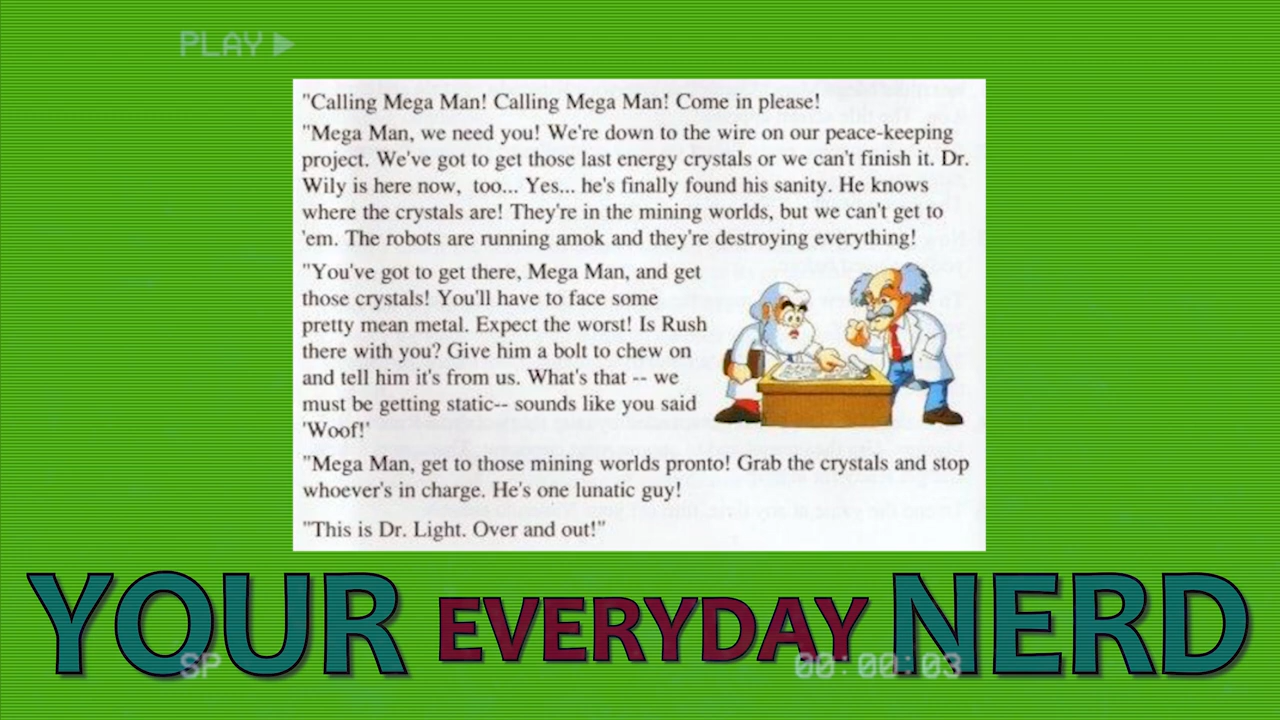 PLAY
"Calling Mega Man! Calling Mega Man! Come in please!
"Mega Man, we need you! We're down to the wire on our peace-keeping
project. We've got to get those last energy crystals or we can't finish it. Dr.
Wily is here now, too... Yes... he's finally found his sanity. He knows
where the crystals are! They're in the mining worlds, but we can't get to
'em. The robots are running amok and they're destroying everything!
"You've got to get there, Mega Man, and get
those crystals! You'll have to face some
pretty mean metal. Expect the worst! Is Rush
there with you? Give him a bolt to chew on
and tell him it's from us. What's that -- we
must be getting static-- sounds like you said
'Woof!'
"Mega Man, get to those mining worlds pronto! Grab the crystals and stop
whoever's in charge. He's one lunatic guy!
"This is Dr. Light. Over and out!"
YOUR EVERYDAY NERD
SP
00:00:03